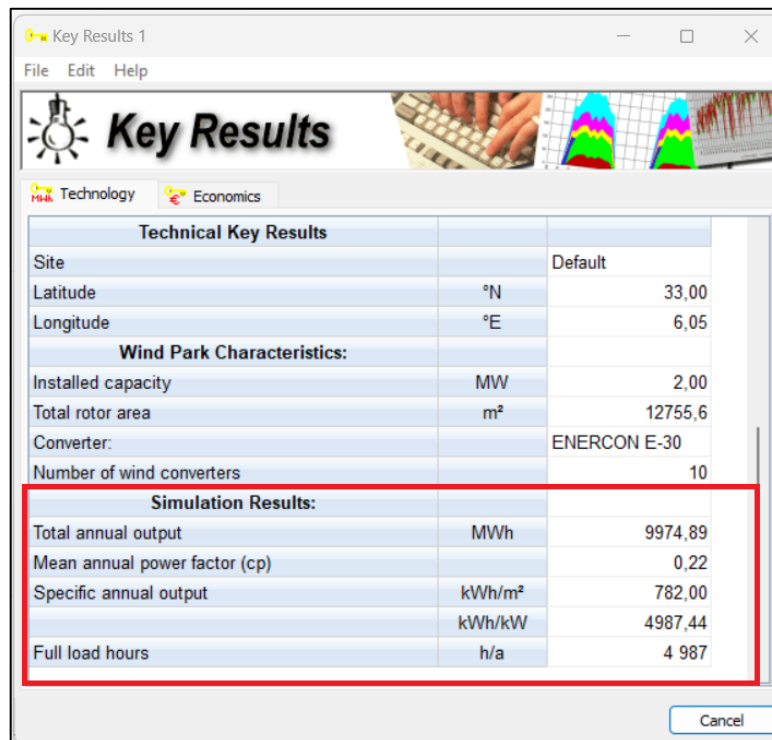 Key Results 1
File Edit Help
Key Results
MWh Technology € Economics
Technical Key Results
Site Default
Latitude °N 33,00
Longitude °E 6,05
Wind Park Characteristics:
Installed capacity MW 2,00
Total rotor area m² 12755,6
Converter: ENERCON E-30
Number of wind converters 10
Simulation Results:
Total annual output MWh 9974,89
Mean annual power factor (cp) 0,22
Specific annual output kWh/m² 782,00
kWh/kW 4987,44
Full load hours h/a 4 987
Cancel